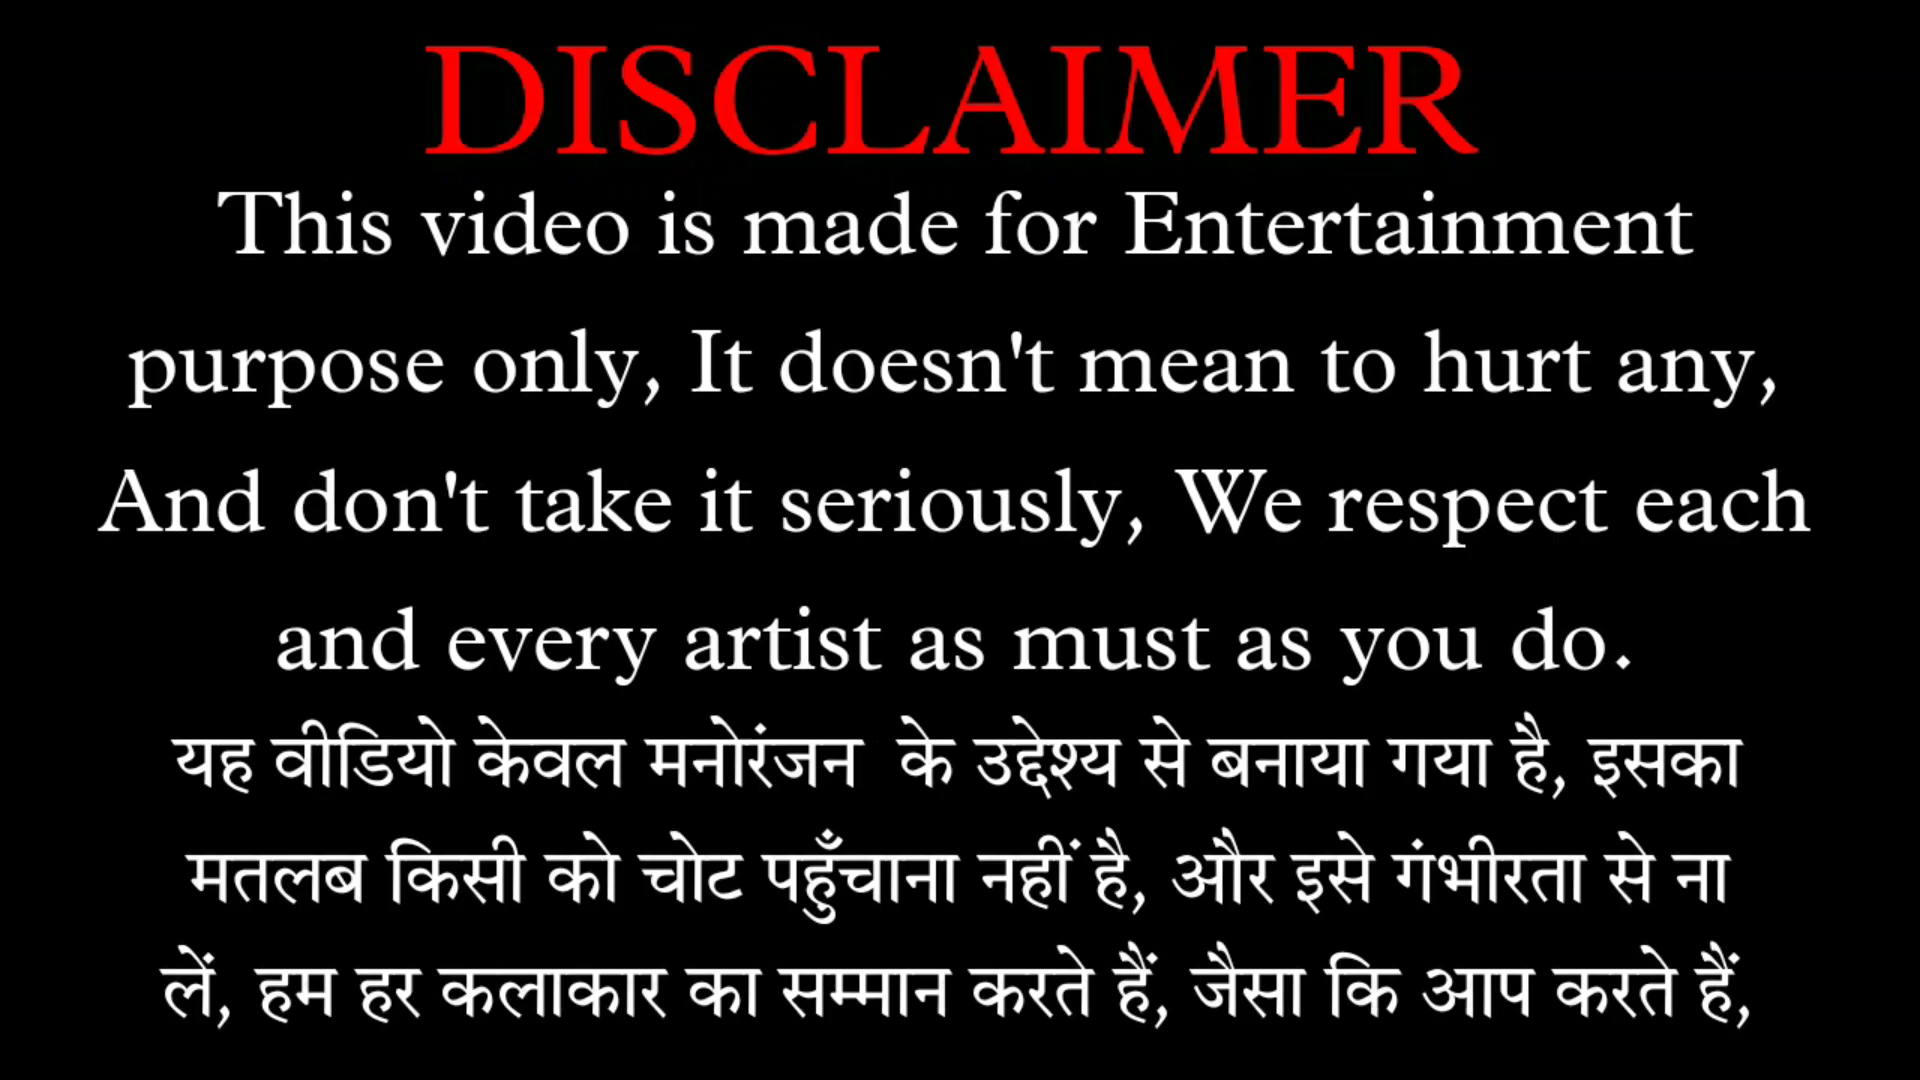 DISCLAIMER
This video is made for Entertainment
purpose only, It doesn't mean to hurt any,
And don't take it seriously, We respect each
and every artist as must as you do.
यह वीडियो केवल मनोरंजन के उद्देश्य से बनाया गया है, इसका
मतलब किसी को चोट पहुँचाना नहीं है, और इसे गंभीरता से ना
लें, हम हर कलाकार का सम्मान करते हैं, जैसा कि आप करते हैं,